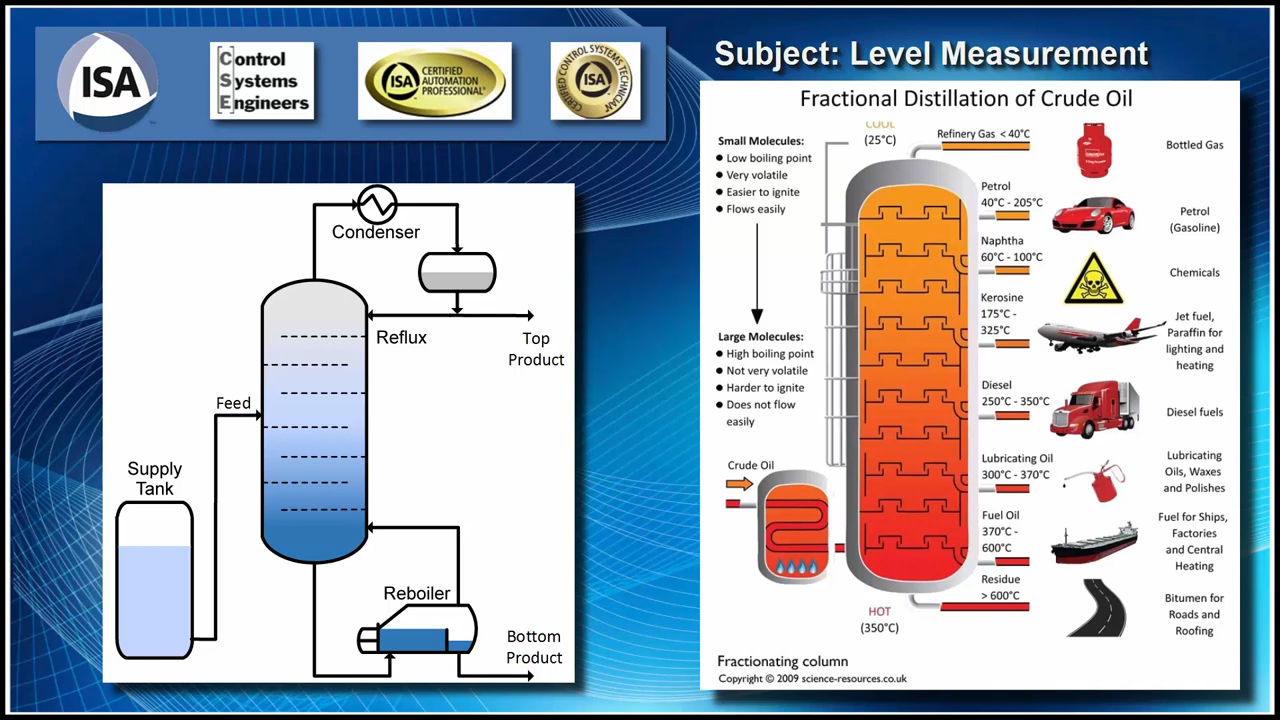 ISA
[C]ontrol
[S]ystems
[E]ngineers
ISA
CERTIFIED
AUTOMATION
PROFESSIONAL®
CERTIFIED CONTROL SYSTEMS TECHNICIAN
ISA
Subject: Level Measurement
Condenser
Reflux
Top
Product
Feed
Supply
Tank
Reboiler
Bottom
Product
Fractional Distillation of Crude Oil
COOL
(25°C)
Small Molecules:
● Low boiling point
● Very volatile
● Easier to ignite
● Flows easily
Large Molecules:
● High boiling point
● Not very volatile
● Harder to ignite
● Does not flow
easily
Crude Oil
Refinery Gas < 40°C
Bottled Gas
Petrol
40°C - 205°C
Petrol
(Gasoline)
Naphtha
60°C - 100°C
Chemicals
Kerosine
175°C -
325°C
Jet fuel,
Paraffin for
lighting and
heating
Diesel
250°C - 350°C
Diesel fuels
Lubricating Oil
300°C - 370°C
Lubricating
Oils, Waxes
and Polishes
Fuel Oil
370°C -
600°C
Fuel for Ships,
Factories
and Central
Heating
Residue
> 600°C
Bitumen for
Roads and
Roofing
HOT
(350°C)
Fractionating column
Copyright © 2009 science-resources.co.uk